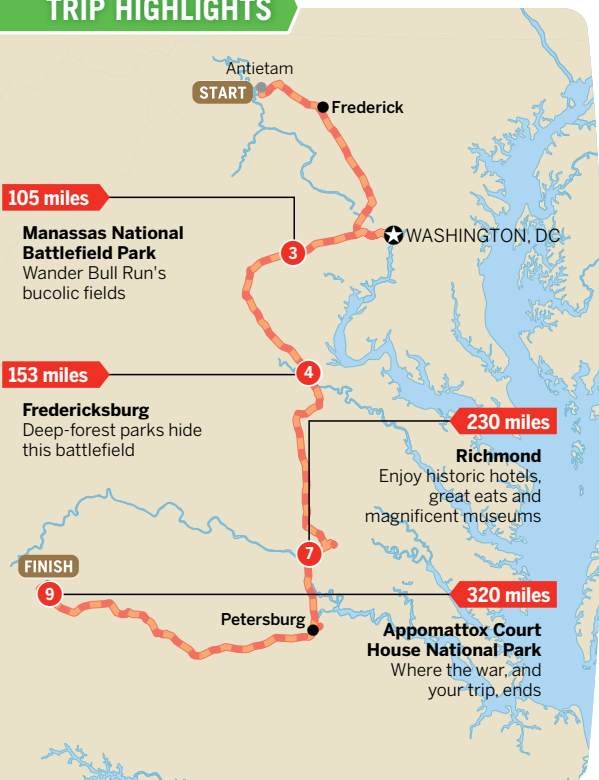 TRIP HIGHLIGHTS
Antietam
START
Frederick
105 miles
WASHINGTON, DC
Manassas National
Battlefield Park
Wander Bull Run's
bucolic fields
3
153 miles
4
Fredericksburg
Deep-forest parks hide
this battlefield
230 miles
Richmond
Enjoy historic hotels,
great eats and
magnificent museums
7
FINISH
9
320 miles
Petersburg
Appomattox Court
House National Park
Where the war, and
your trip, ends